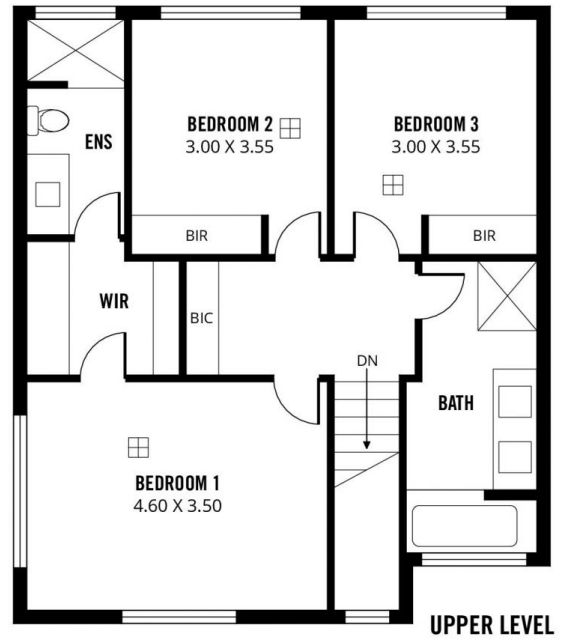 ENS
BEDROOM 2
3.00 X 3.55
BEDROOM 3
3.00 X 3.55
BIR
BIR
WIR
BIC
DN
BATH
BEDROOM 1
4.60 X 3.50
UPPER LEVEL